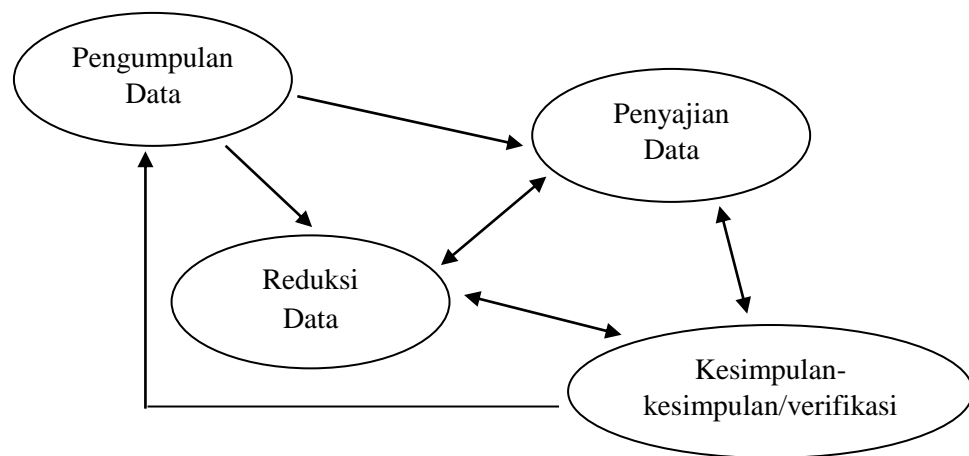 Pengumpulan
Data
Penyajian
Data
Reduksi
Data
Kesimpulan-
kesimpulan/verifikasi